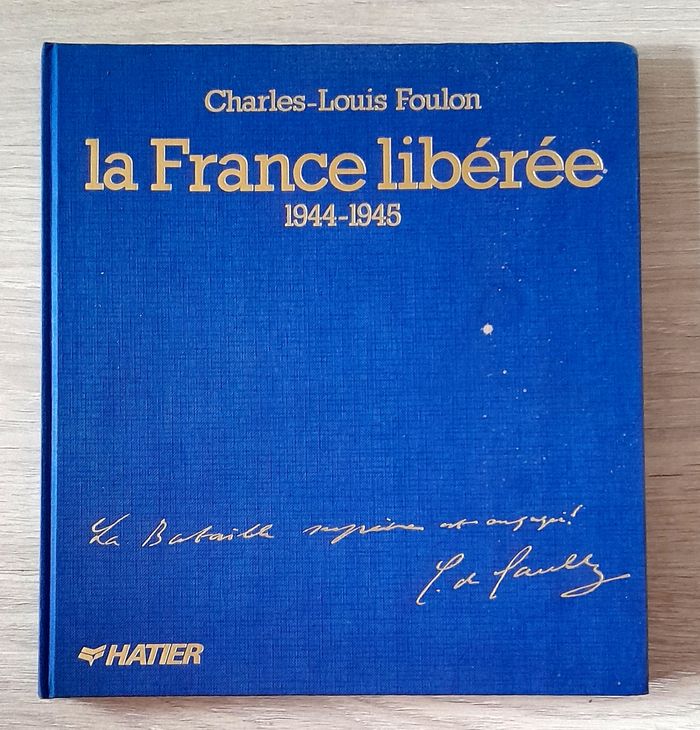 Charles-Louis Foulon
la France libérée
1944-1945
La Bataille suprême est engagée!
C. de Gaulle
HATIER